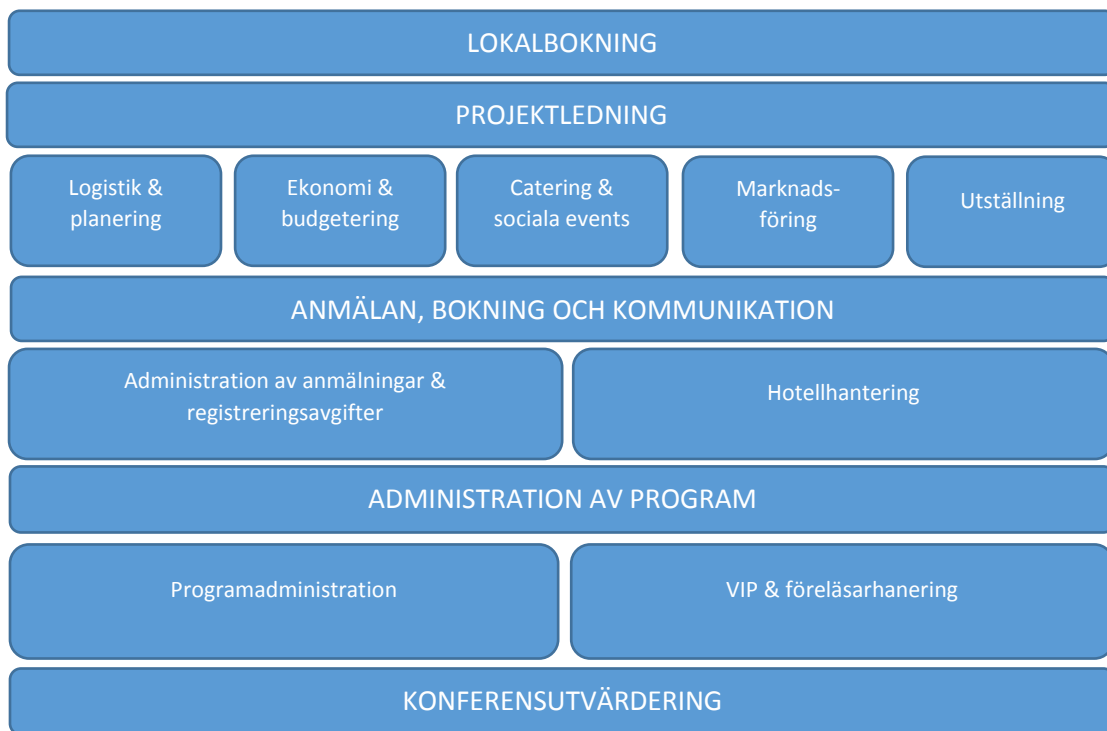 LOKALBOKNING
PROJEKTLEDNING
Logistik &
planering
Ekonomi &
budgetering
Catering &
sociala events
Marknads-
föring
Utställning
ANMÄLAN, BOKNING OCH KOMMUNIKATION
Administration av anmälningar &
registreringsavgifter
Hotellhantering
ADMINISTRATION AV PROGRAM
Programadministration
VIP & föreläsarhanering
KONFERENSUTVÄRDERING